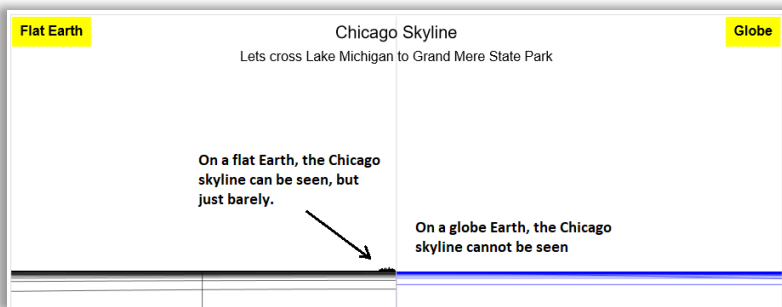 Flat Earth
Chicago Skyline
Globe
Lets cross Lake Michigan to Grand Mere State Park
On a flat Earth, the Chicago
skyline can be seen, but
just barely.
On a globe Earth, the Chicago
skyline cannot be seen